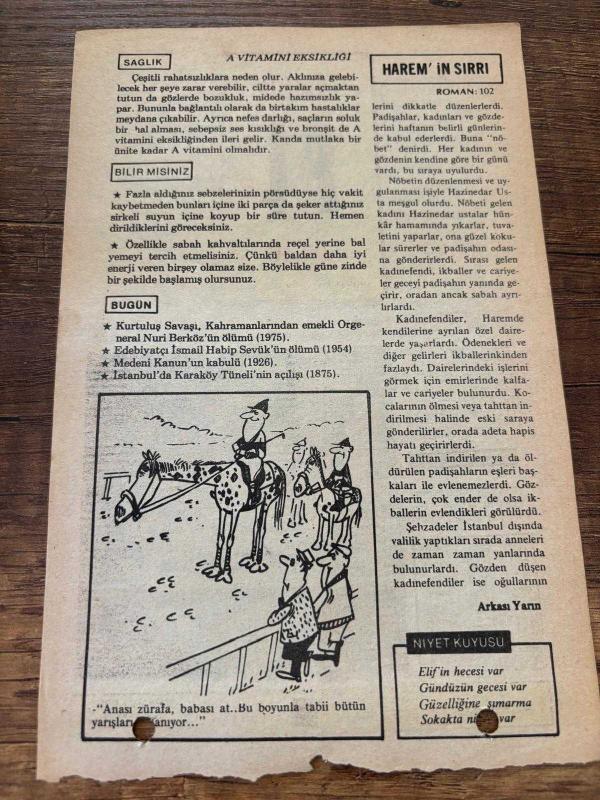 SAĞLIK
A VİTAMİNİ EKSİKLİĞİ
Çeşitli rahatsızlıklara neden olur. Aklınıza gelebi-
lecek her şeye zarar verebilir, ciltte yaralar açmaktan
tutun da gözlerde bozukluk, midede hazımsızlık ya-
par. Bununla bağlantılı olarak da birtakım hastalıklar
meydana çıkabilir. Ayrıca nefes darlığı, saçların soluk
bir hal alması, sebepsiz ses kısıklığı ve bronşit de A
vitamini eksikliğinden ileri gelir. Kanda mutlaka bir
ünite kadar A vitamini olmalıdır.
BİLİR MİSİNİZ
★ Fazla aldığınız sebzelerinizin pörsüdüyse hiç vakit
kaybetmeden bunları içine iki parça da şeker attığınız
sirkeli suyun içine koyup bir süre tutun. Hemen
dirildiklerini göreceksiniz.
★ Özellikle sabah kahvaltılarında reçel yerine bal
yemeyi tercih etmelisiniz. Çünkü baldan daha iyi
enerji veren birşey olamaz size. Böylelikle güne zinde
bir şekilde başlamış olursunuz.
BUGÜN
★ Kurtuluş Savaşı, Kahramanlarından emekli Orge-
neral Nuri Berköz'ün ölümü (1975).
★ Edebiyatçı İsmail Habip Sevük'ün ölümü (1954)
★ Medeni Kanun'un kabulü (1926).
★ İstanbul'da Karaköy Tüneli'nin açılışı (1875).
-"Anası zürafa, babası at..Bu boyunla tabii bütün
yarışları anıyor..."
HAREM' İN SIRRI
ROMAN: 102
lerini dikkatle düzenlerlerdi.
Padişahlar, kadınları ve gözde-
lerini haftanın belirli günlerin-
de kabul ederlerdi. Buna "nö-
bet" denirdi. Her kadının ve
gözdenin kendine göre bir günü
vardı, bu sıraya uyulurdu.
Nöbetin düzenlenmesi ve uy-
gulanması işiyle Hazinedar Us-
ta meşgul olurdu. Nöbeti gelen
kadını Hazinedar ustalar hün-
kâr hamamında yıkarlar, tuva-
letini yaparlar, ona güzel koku-
lar sürerler ve padişahın odası-
na gönderirlerdi. Sırası gelen
kadınefendi, ikballer ve cariye-
ler geceyi padişahın yanında ge-
çirir, oradan ancak sabah ayrı-
lırlardı.
Kadınefendiler, Haremde
kendilerine ayrılan özel daire-
lerde yaşarlardı. Ödenekleri ve
diğer gelirleri ikballerinkinden
fazlaydı. Dairelerindeki işlerini
görmek için emirlerinde kalfa-
lar ve cariyeler bulunurdu. Ko-
calarının ölmesi veya tahttan in-
dirilmesi halinde eski saraya
gönderilirler, orada adeta hapis
hayatı geçirirlerdi.
Tahttan indirilen ya da öl-
dürülen padişahların eşleri baş-
kaları ile evlenemezlerdi. Göz-
delerin, çok ender de olsa ik-
ballerin evlendikleri görülürdü.
Şehzadeler İstanbul dışında
valilik yaptıkları sırada anneleri
de zaman zaman yanlarında
bulunurlardı. Gözden düşen
kadınefendiler ise oğullarının
Arkası Yarın
NİYET KUYUSU
Elif'in hecesi var
Gündüzün gecesi var
Güzelliğine şımarma
Sokakta var